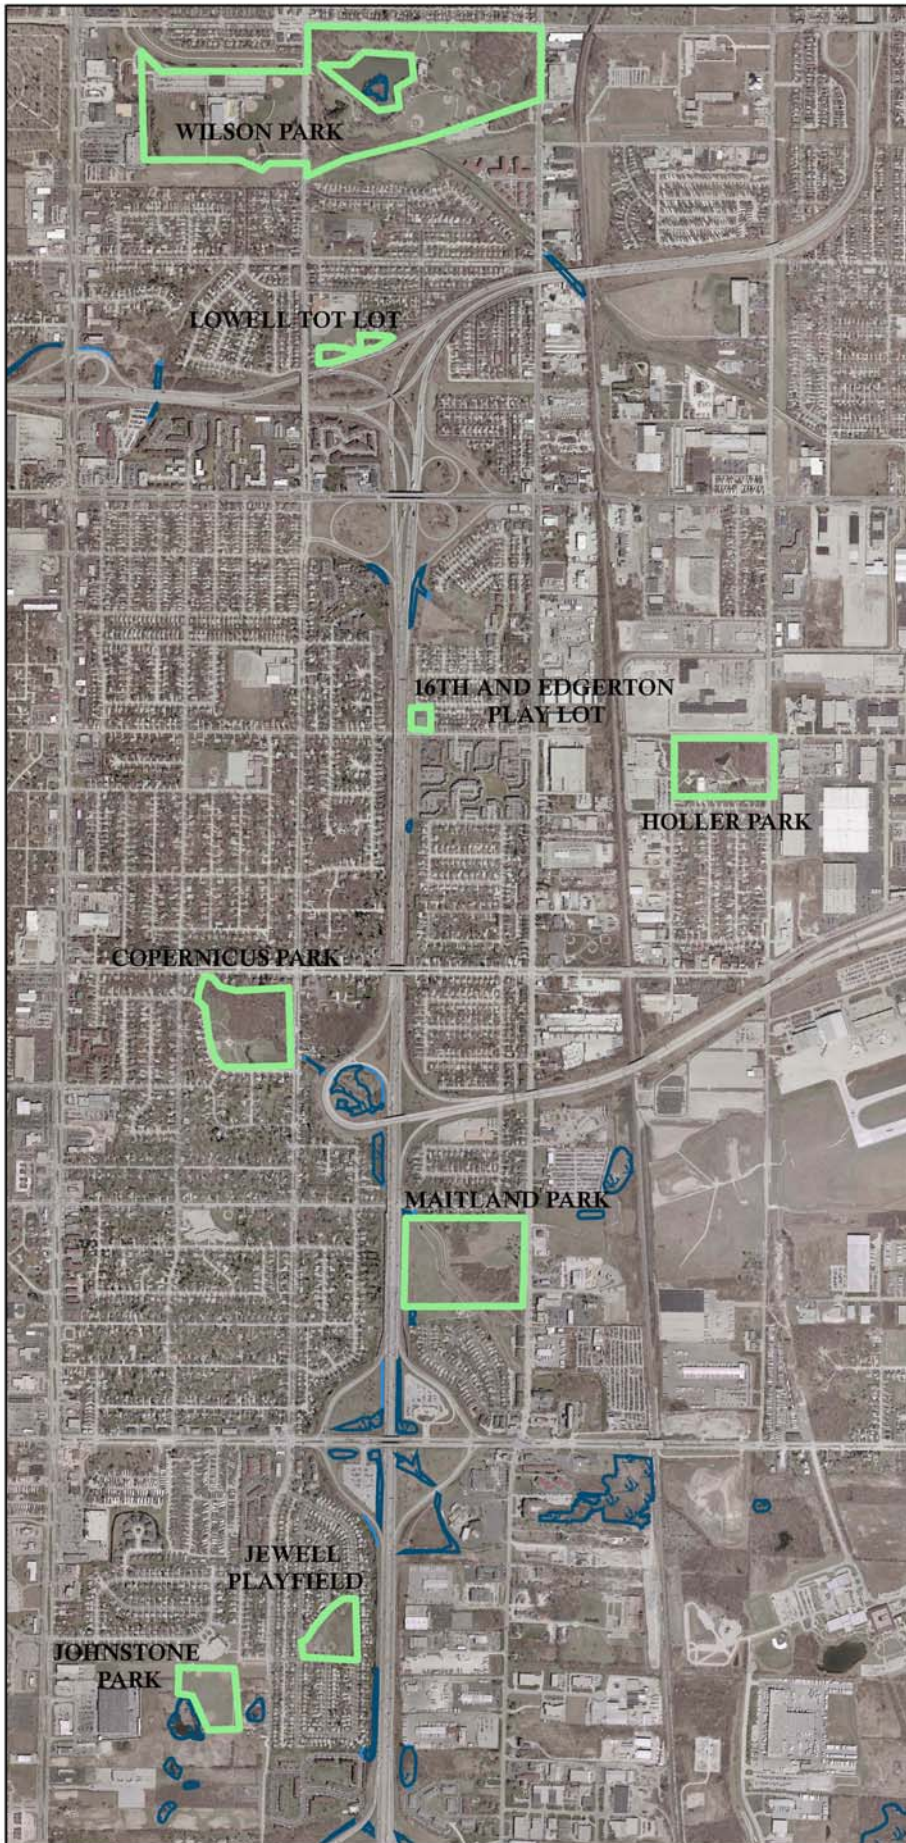 WILSON PARK
LOWELL TOT LOT
16TH AND EDGERTON
PLAY LOT
HOLLER PARK
COPERNICUS PARK
MAITLAND PARK
JEWELL
PLAYFIELD
JOHNSTONE
PARK